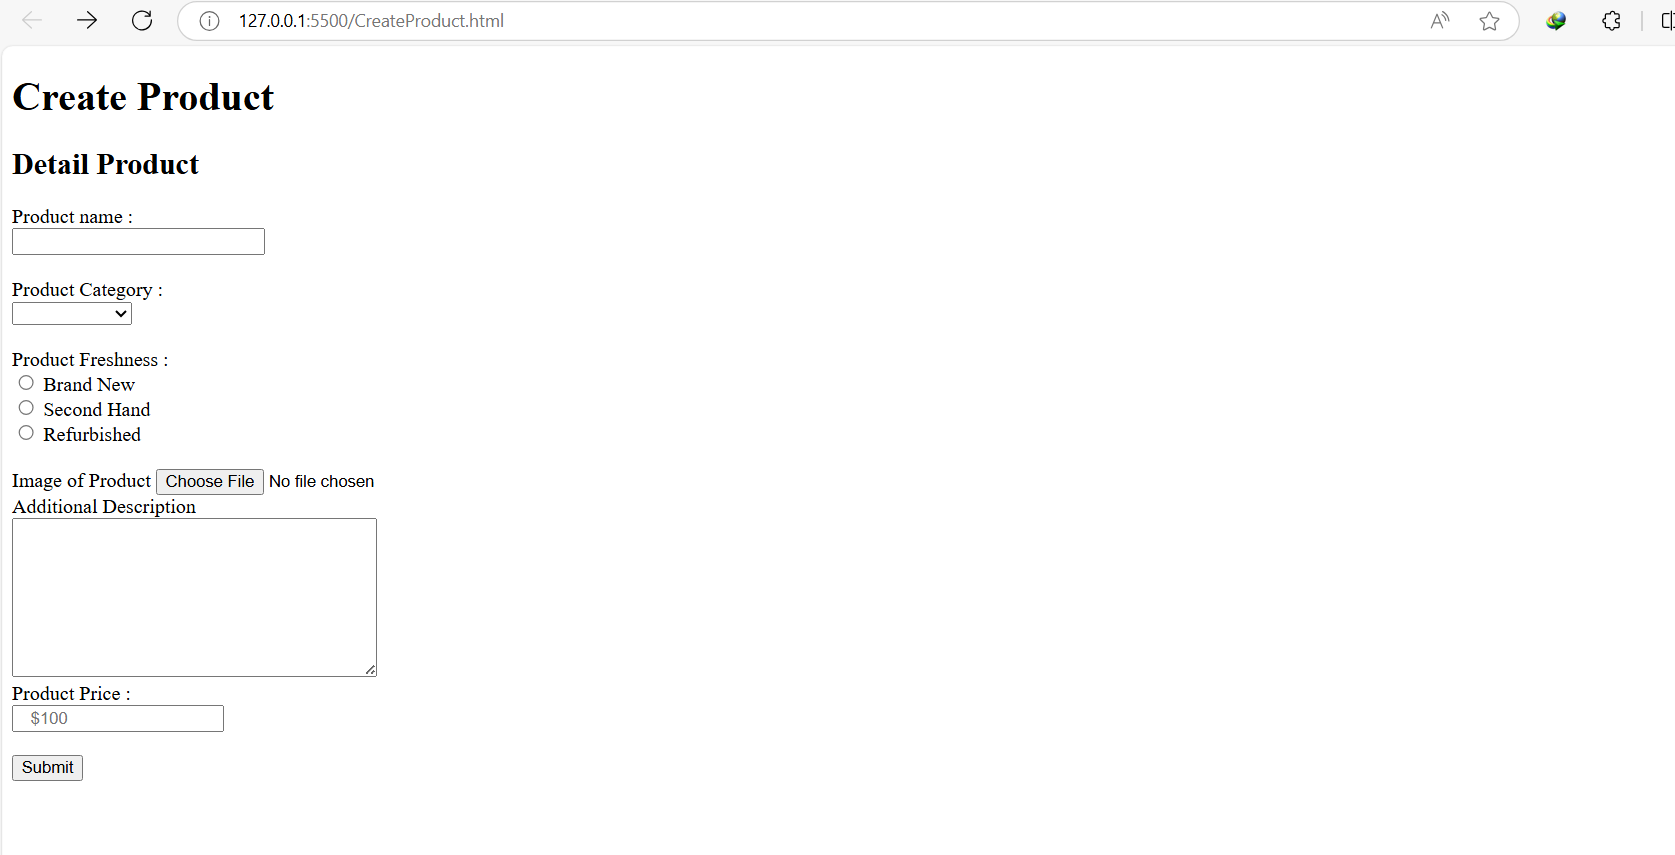 127.0.0.1:5500/CreateProduct.html
Create Product
Detail Product
Product name :
Product Category :
Product Freshness :
Brand New
Second Hand
Refurbished
Image of Product Choose File No file chosen
Additional Description
Product Price :
$100
Submit